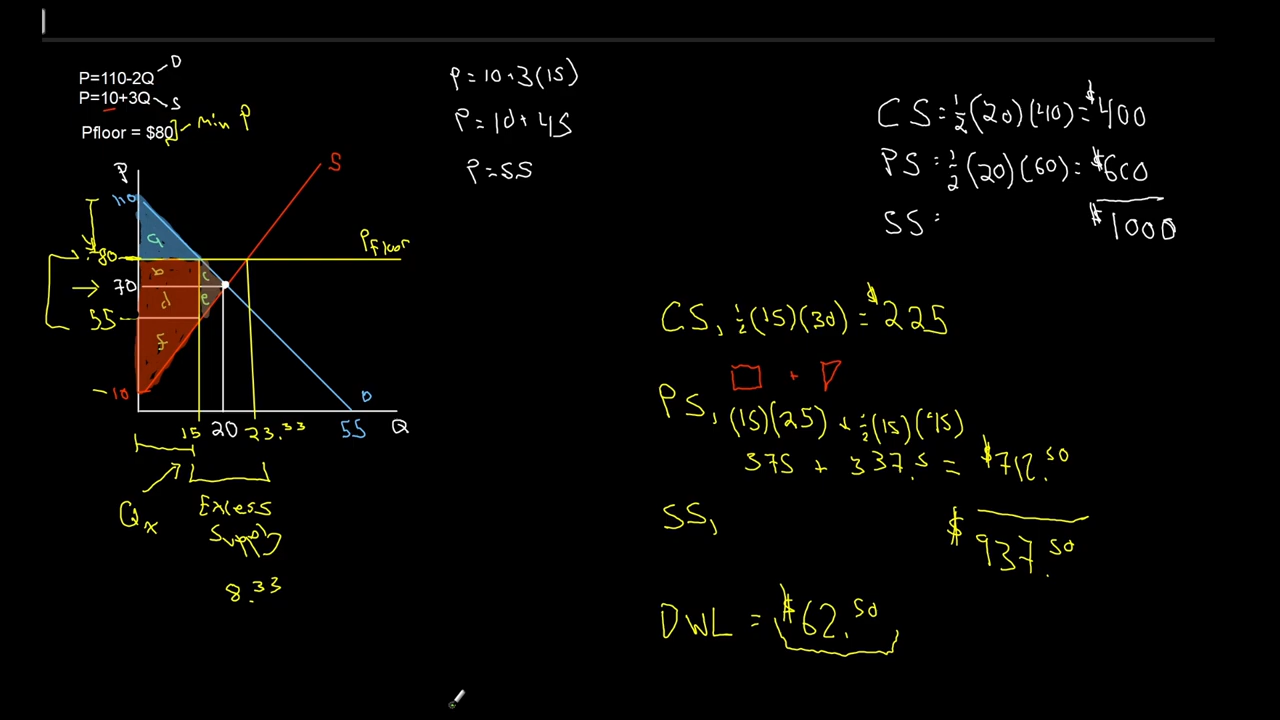 P=110-2Q D
P=10+3Q S
Pfloor = $80 min P
P
S
110
a
Pfloor
80
b c
70
d e
55
f
10
D
15 20 23.33 55 Q
Qx
Excess
Supply
8.33
P=10+3(15)
P=10+45
P=55
CS=½(20)(40)=$400
PS=½(20)(60)=$600
SS= $1000
CS, ½(15)(30)=$225
+
PS, (15)(25)+½(15)(45)
375 + 337.5 = $712.50
SS, $937.50
DWL = $62.50